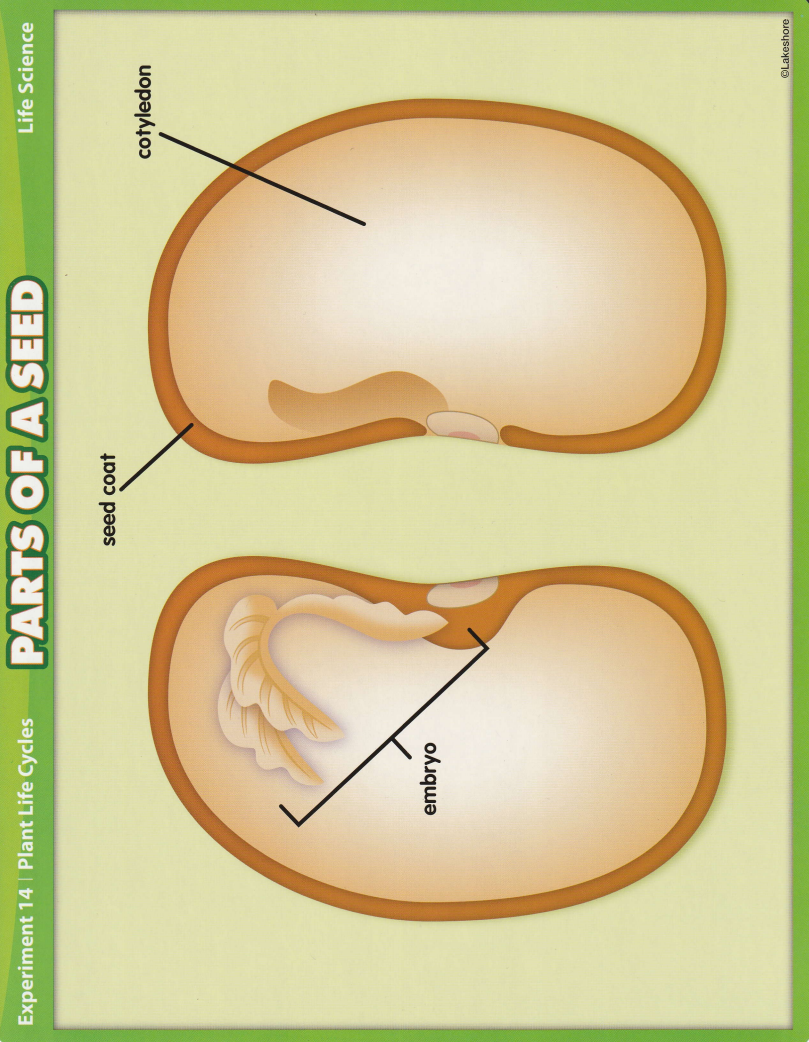 Experiment 14 | Plant Life Cycles
PARTS OF A SEED
Life Science
embryo
seed coat
cotyledon
©Lakeshore